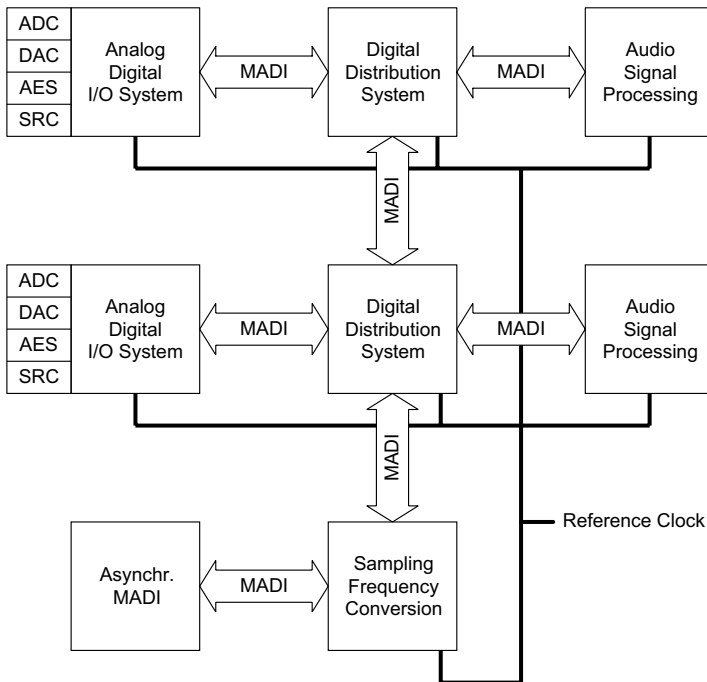 ADC
DAC
AES
SRC
Analog
Digital
I/O System
MADI
Digital
Distribution
System
MADI
Audio
Signal
Processing
MADI
ADC
DAC
AES
SRC
Analog
Digital
I/O System
MADI
Digital
Distribution
System
MADI
Audio
Signal
Processing
MADI
Reference Clock
Asynchr.
MADI
MADI
Sampling
Frequency
Conversion